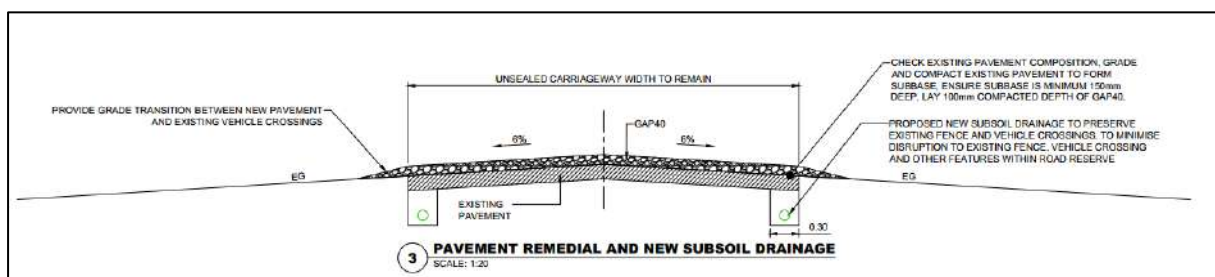 UNSEALED CARRIAGEWAY WIDTH TO REMAIN
CHECK EXISTING PAVEMENT COMPOSITION, GRADE
AND COMPACT EXISTING PAVEMENT TO FORM
SUBBASE, ENSURE SUBBASE IS MINIMUM 150mm
DEEP, LAY 100mm COMPACTED DEPTH OF GAP40.
PROVIDE GRADE TRANSITION BETWEEN NEW PAVEMENT
AND EXISTING VEHICLE CROSSINGS
GAP40
6%
6%
PROPOSED NEW SUBSOIL DRAINAGE TO PRESERVE
EXISTING FENCE AND VEHICLE CROSSINGS, TO MINIMISE
DISRUPTION TO EXISTING FENCE, VEHICLE CROSSING
AND OTHER FEATURES WITHIN ROAD RESERVE
EG
EG
EXISTING
PAVEMENT
0.30
3 PAVEMENT REMEDIAL AND NEW SUBSOIL DRAINAGE
SCALE: 1:20